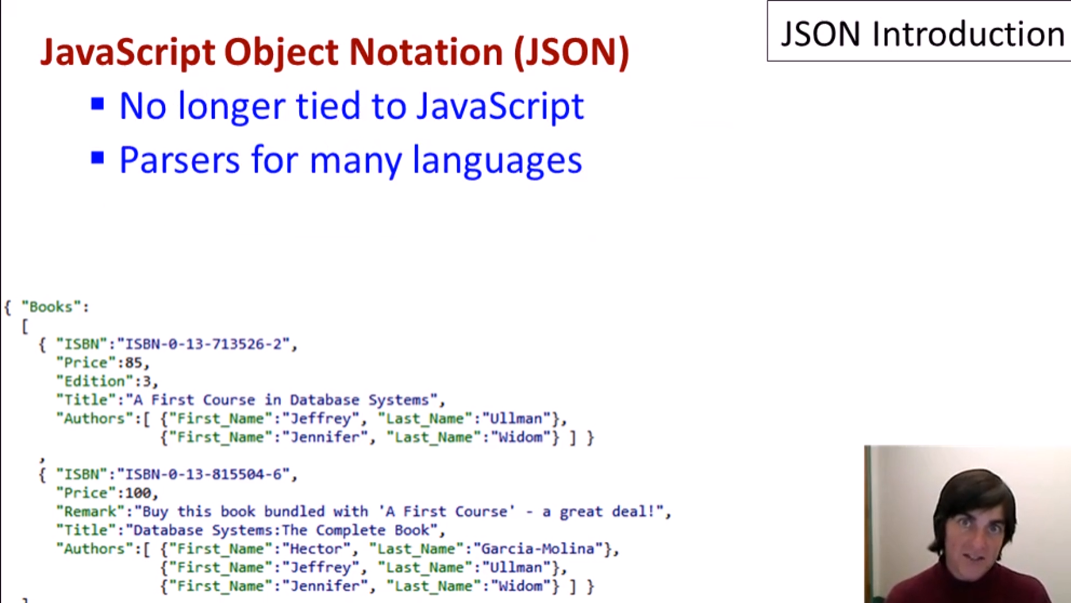 JSON Introduction
JavaScript Object Notation (JSON)
▪ No longer tied to JavaScript
▪ Parsers for many languages
{ "Books":
[
{ "ISBN":"ISBN-0-13-713526-2",
"Price":85,
"Edition":3,
"Title":"A First Course in Database Systems",
"Authors":[ {"First_Name":"Jeffrey", "Last_Name":"Ullman"},
{"First_Name":"Jennifer", "Last_Name":"Widom"} ] }
,
{ "ISBN":"ISBN-0-13-815504-6",
"Price":100,
"Remark":"Buy this book bundled with 'A First Course' - a great deal!",
"Title":"Database Systems:The Complete Book",
"Authors":[ {"First_Name":"Hector", "Last_Name":"Garcia-Molina"},
{"First_Name":"Jeffrey", "Last_Name":"Ullman"},
{"First_Name":"Jennifer", "Last_Name":"Widom"} ] }
]